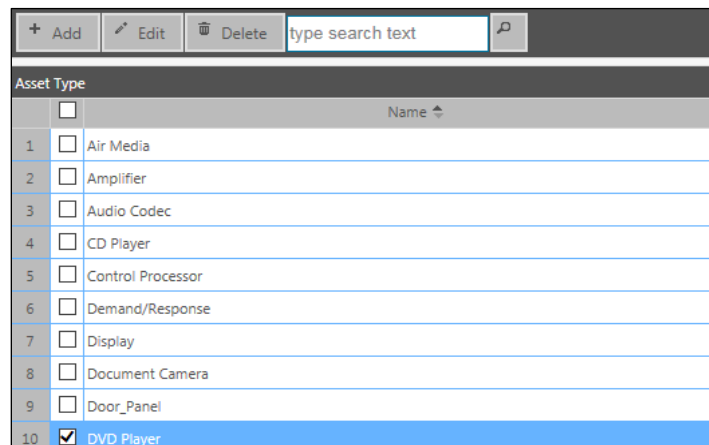 + Add Edit Delete type search text
Asset Type
Name
1 Air Media
2 Amplifier
3 Audio Codec
4 CD Player
5 Control Processor
6 Demand/Response
7 Display
8 Document Camera
9 Door_Panel
10 DVD Player